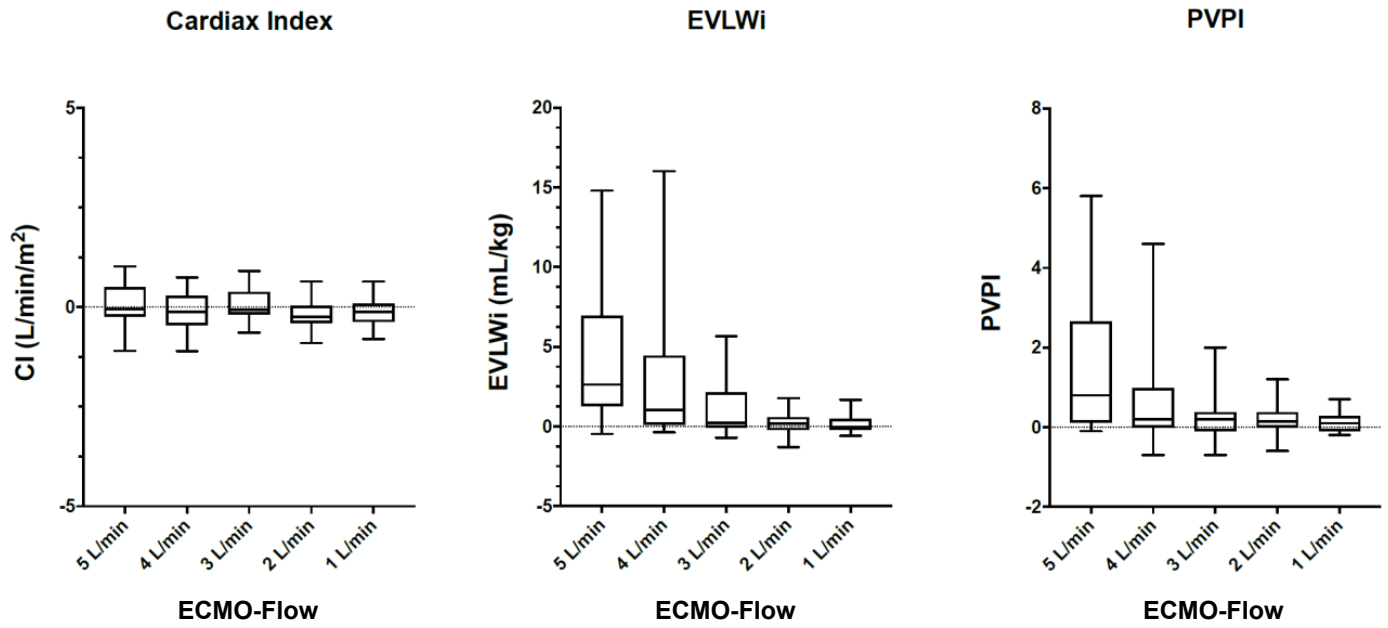 Cardiax Index
EVLWi
PVPI
CI (L/min/m²)
5
0
-5
5 L/min
4 L/min
3 L/min
2 L/min
1 L/min
ECMO-Flow
EVLWi (mL/kg)
20
15
10
5
0
-5
5 L/min
4 L/min
3 L/min
2 L/min
1 L/min
ECMO-Flow
PVPI
8
6
4
2
0
-2
5 L/min
4 L/min
3 L/min
2 L/min
1 L/min
ECMO-Flow